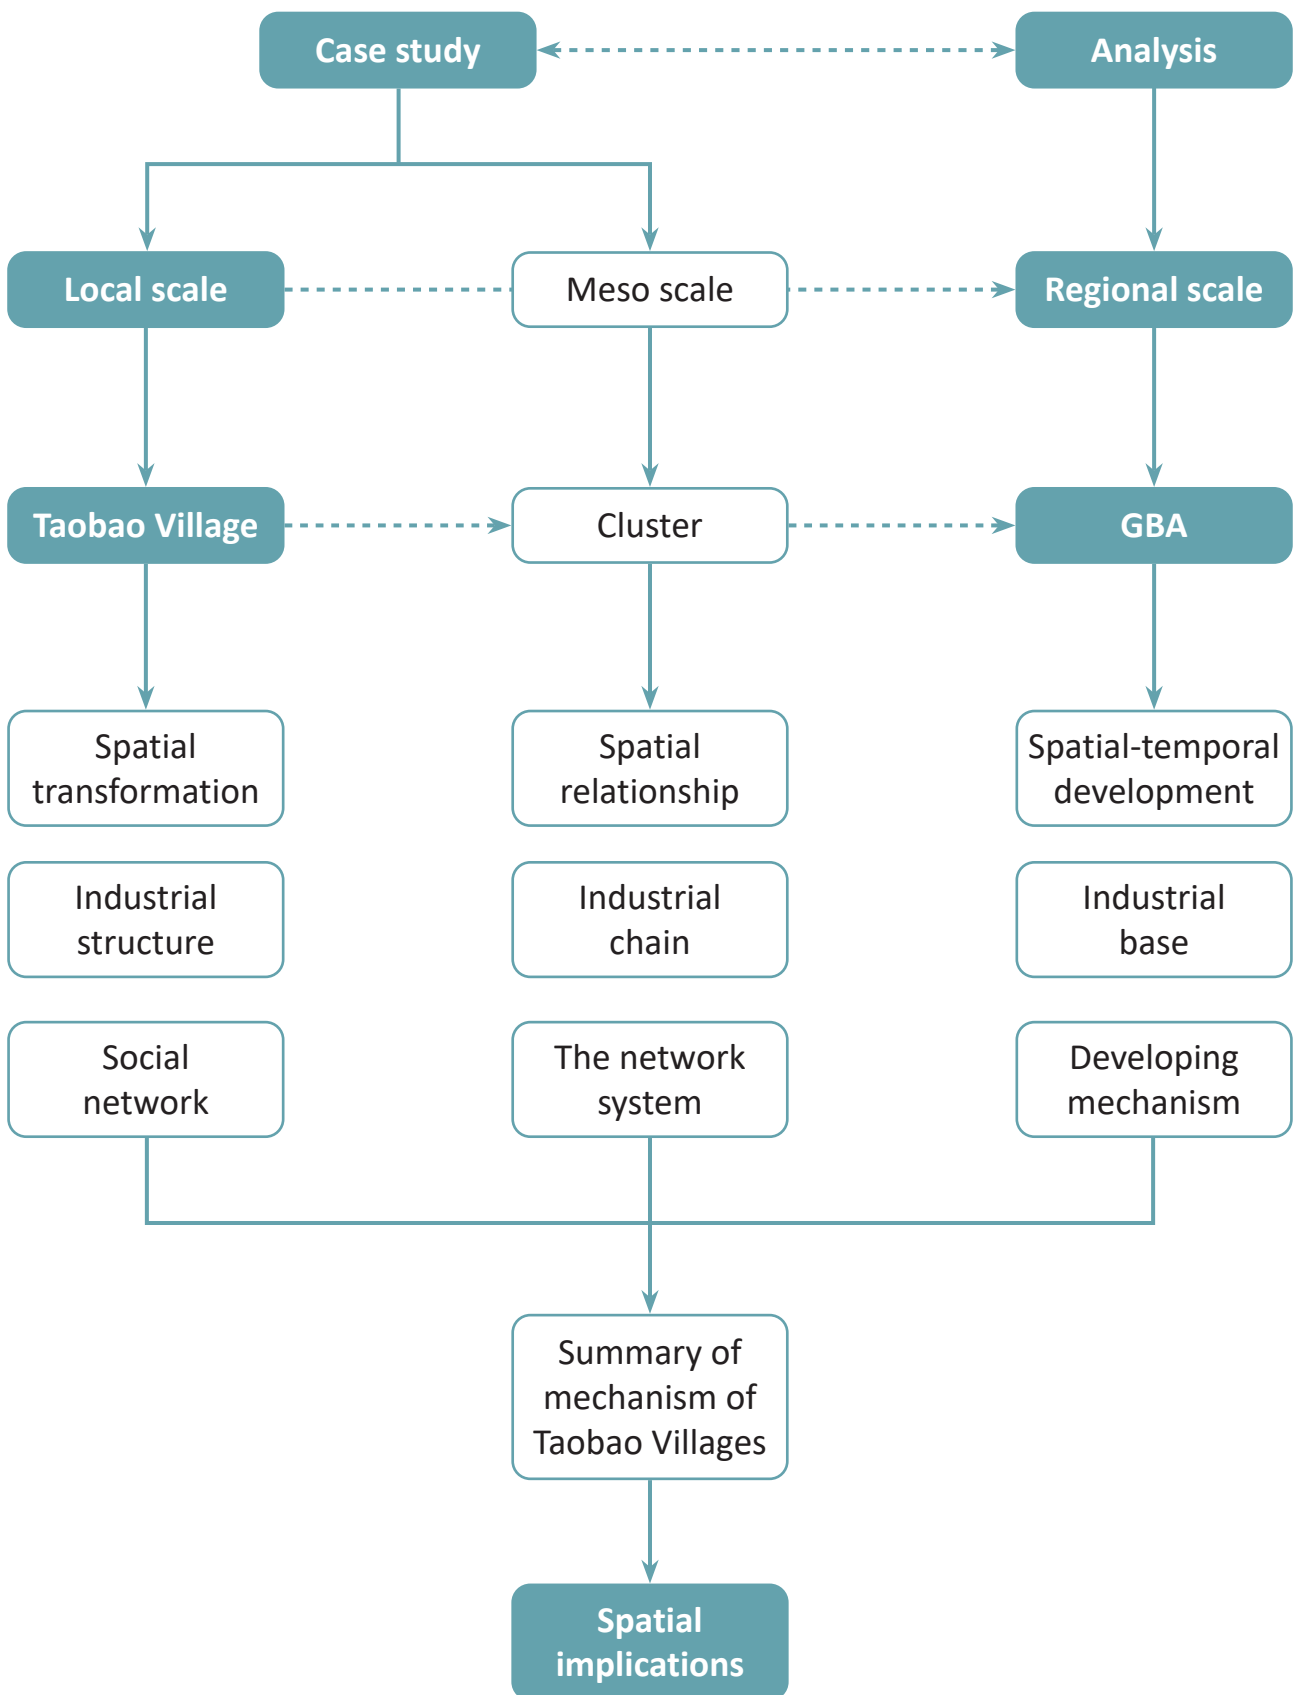 Case study
Analysis
Local scale
Meso scale
Regional scale
Taobao Village
Cluster
GBA
Spatial
transformation
Spatial
relationship
Spatial-temporal
development
Industrial
structure
Industrial
chain
Industrial
base
Social
network
The network
system
Developing
mechanism
Summary of
mechanism of
Taobao Villages
Spatial
implications